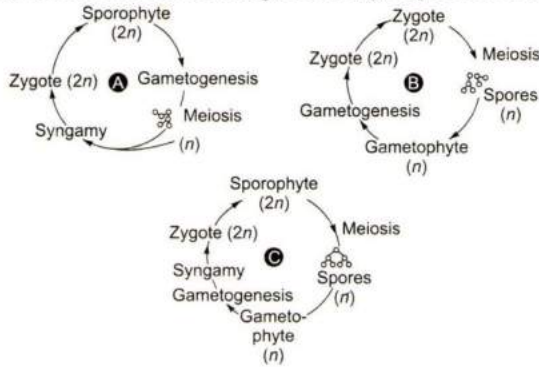 Sporophyte
(2n)
Zygote (2n)
A
Gametogenesis
Meiosis
(n)
Syngamy
Zygote
(2n)
Zygote (2n)
B
Meiosis
Spores
(n)
Gametogenesis
Gametophyte
(n)
Sporophyte
(2n)
Zygote (2n)
C
Meiosis
Syngamy
Spores
(n)
Gametogenesis
Gameto-
phyte
(n)